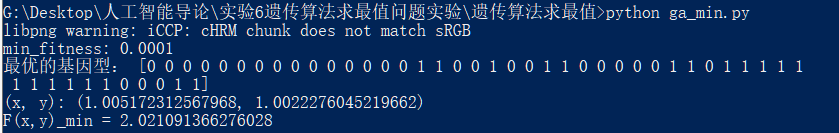 G:\Desktop\人工智能导论\实验6遗传算法求最值问题实验\遗传算法求最值>python ga_min.py
libpng warning: iCCP: cHRM chunk does not match sRGB
min_fitness: 0.0001
最优的基因型： [0 0 0 0 0 0 0 0 0 0 0 0 0 0 0 1 1 0 0 1 0 0 1 1 0 0 0 0 0 1 1 0 1 1 1 1 1
 1 1 1 1 1 1 0 0 0 1 1]
(x, y): (1.005172312567968, 1.0022276045219662)
F(x,y)_min = 2.021091366276028